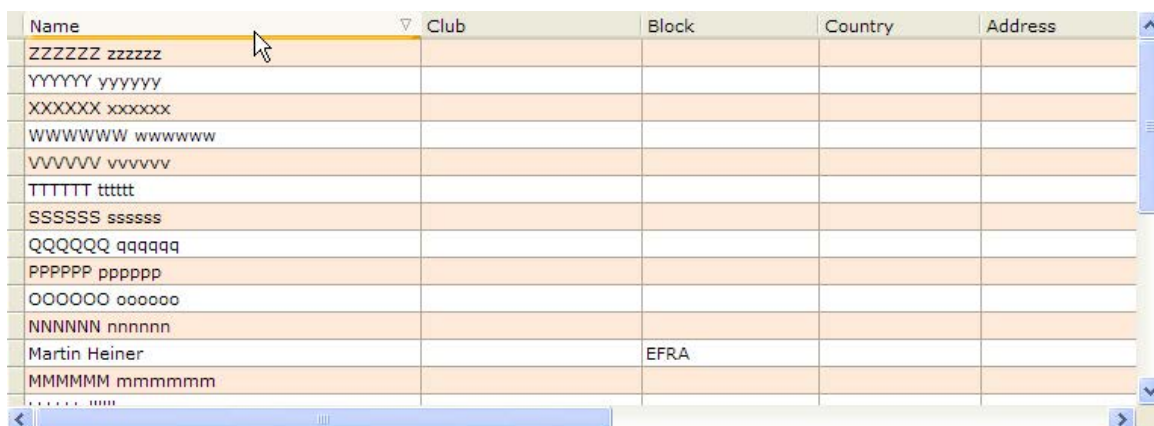 Name Club Block Country Address
ZZZZZZ zzzzzz
YYYYYY yyyyyy
XXXXXX xxxxxx
WWWWWW wwwwww
VVVVVV vvvvvv
TTTTTT tttttt
SSSSSS ssssss
QQQQQQ qqqqqq
PPPPPP pppppp
OOOOOO oooooo
NNNNNN nnnnnn
Martin Heiner EFRA
MMMMMM mmmmmm